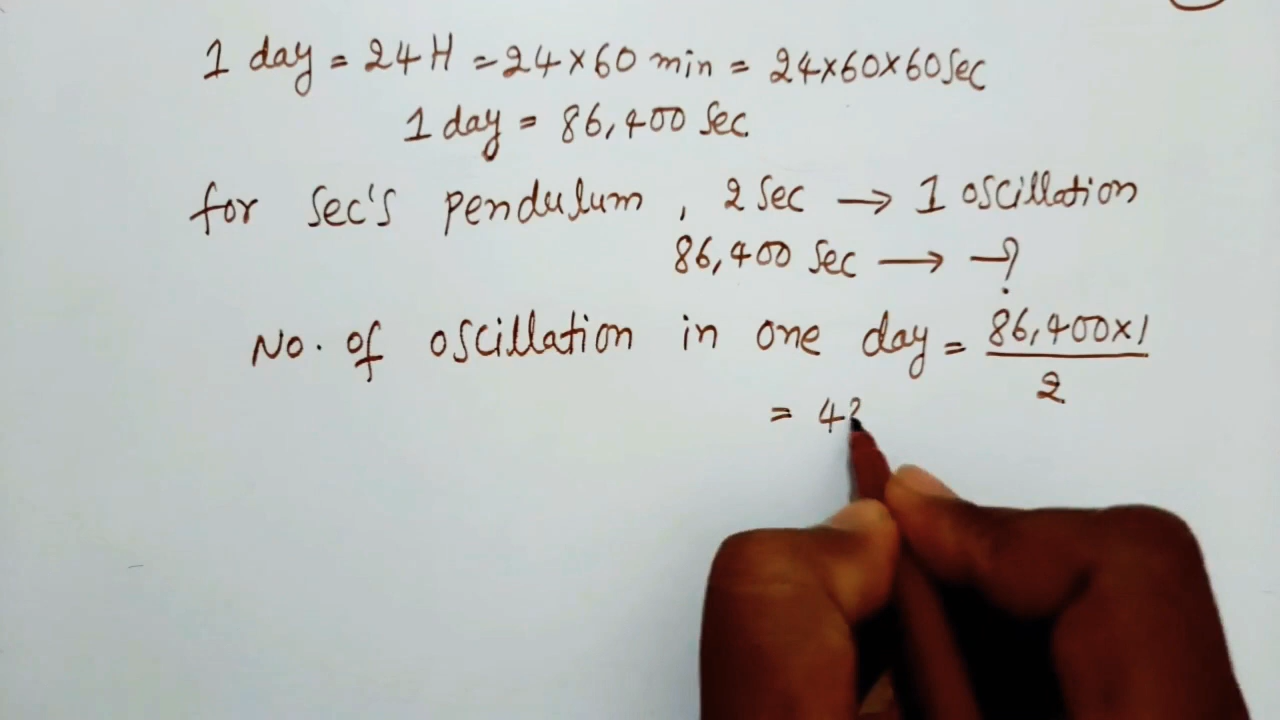 1 day = 24H = 24×60 min = 24×60×60 Sec
1 day = 86,400 Sec
for Sec's pendulum, 2 Sec → 1 oscillation
86,400 Sec → ?
No. of oscillation in one day = 86,400×1
2
= 4